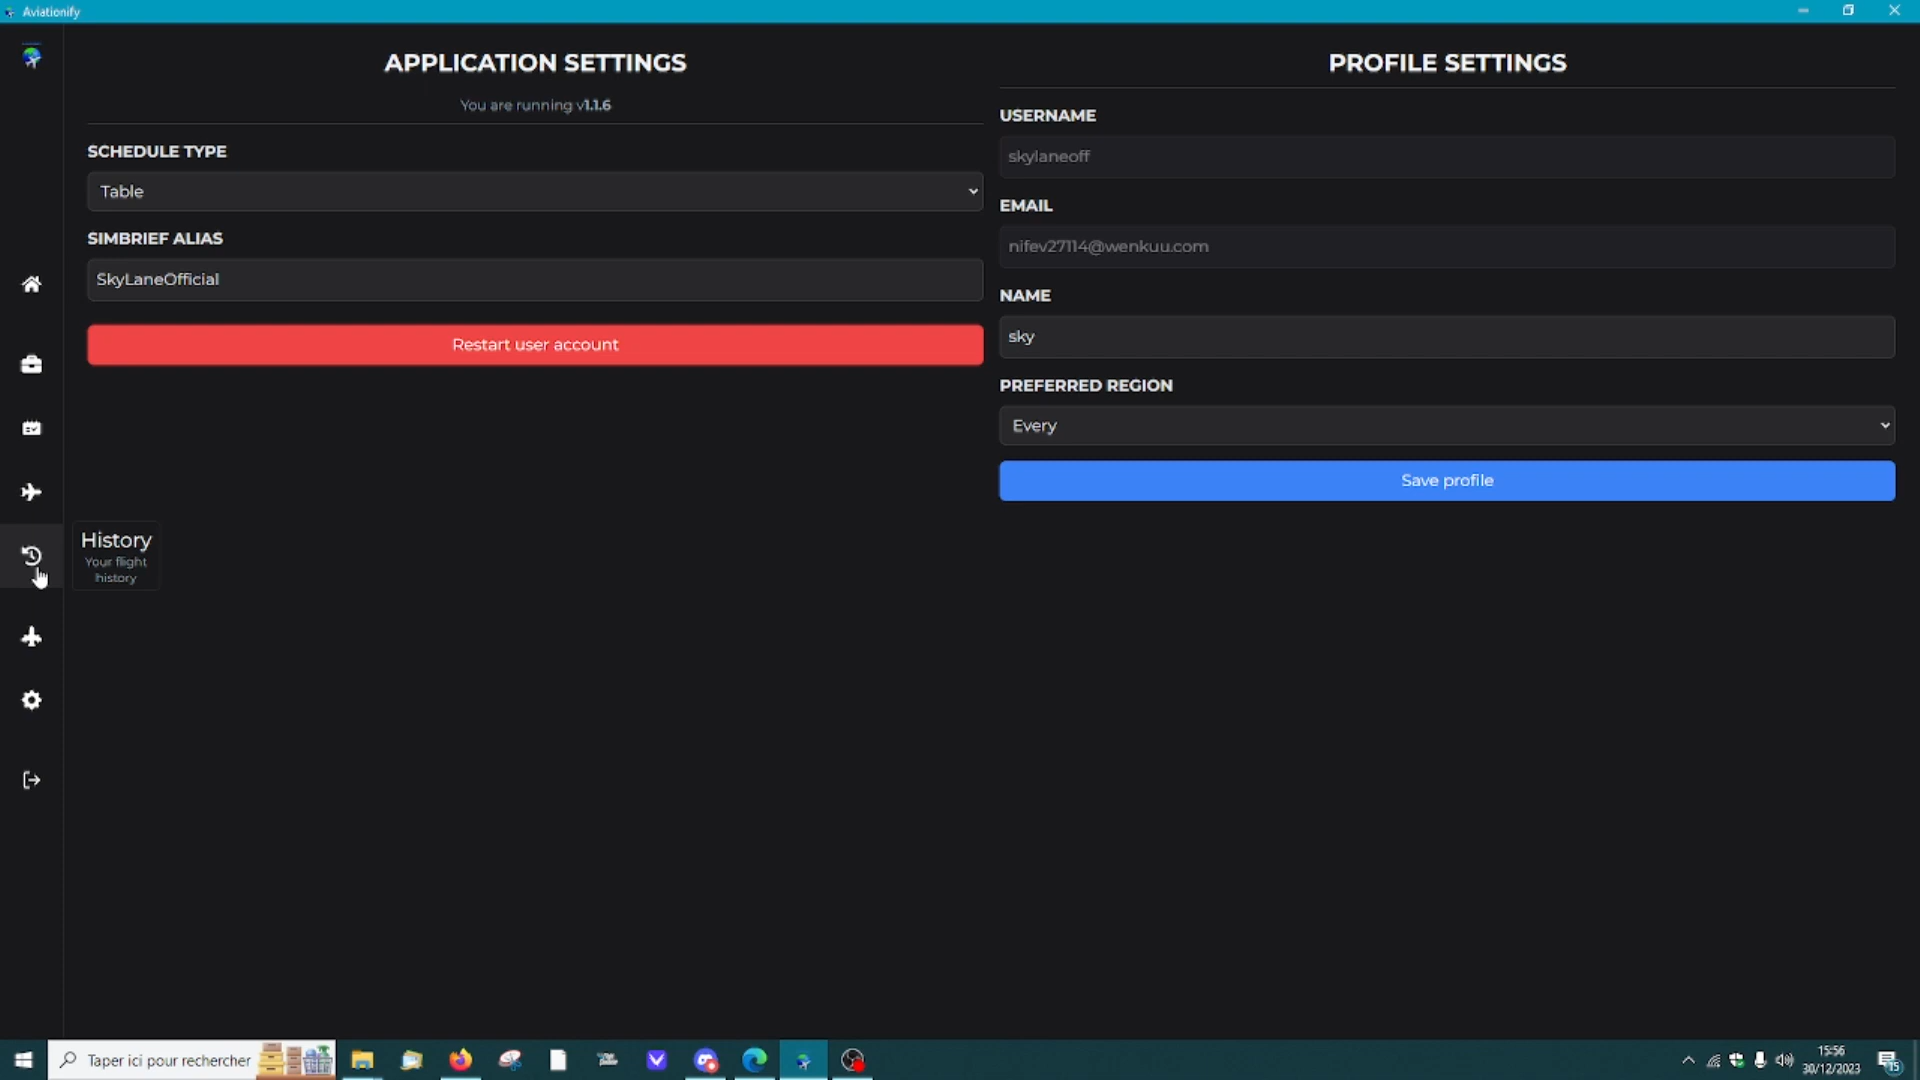 Aviationify
APPLICATION SETTINGS
You are running v1.1.6
SCHEDULE TYPE
Table
SIMBRIEF ALIAS
SkyLaneOfficial
Restart user account
PROFILE SETTINGS
USERNAME
skylaneoff
EMAIL
nifev27114@wenkuu.com
NAME
sky
PREFERRED REGION
Every
Save profile
History
Your flight
history
Taper ici pour rechercher
15:56
30/12/2023
15